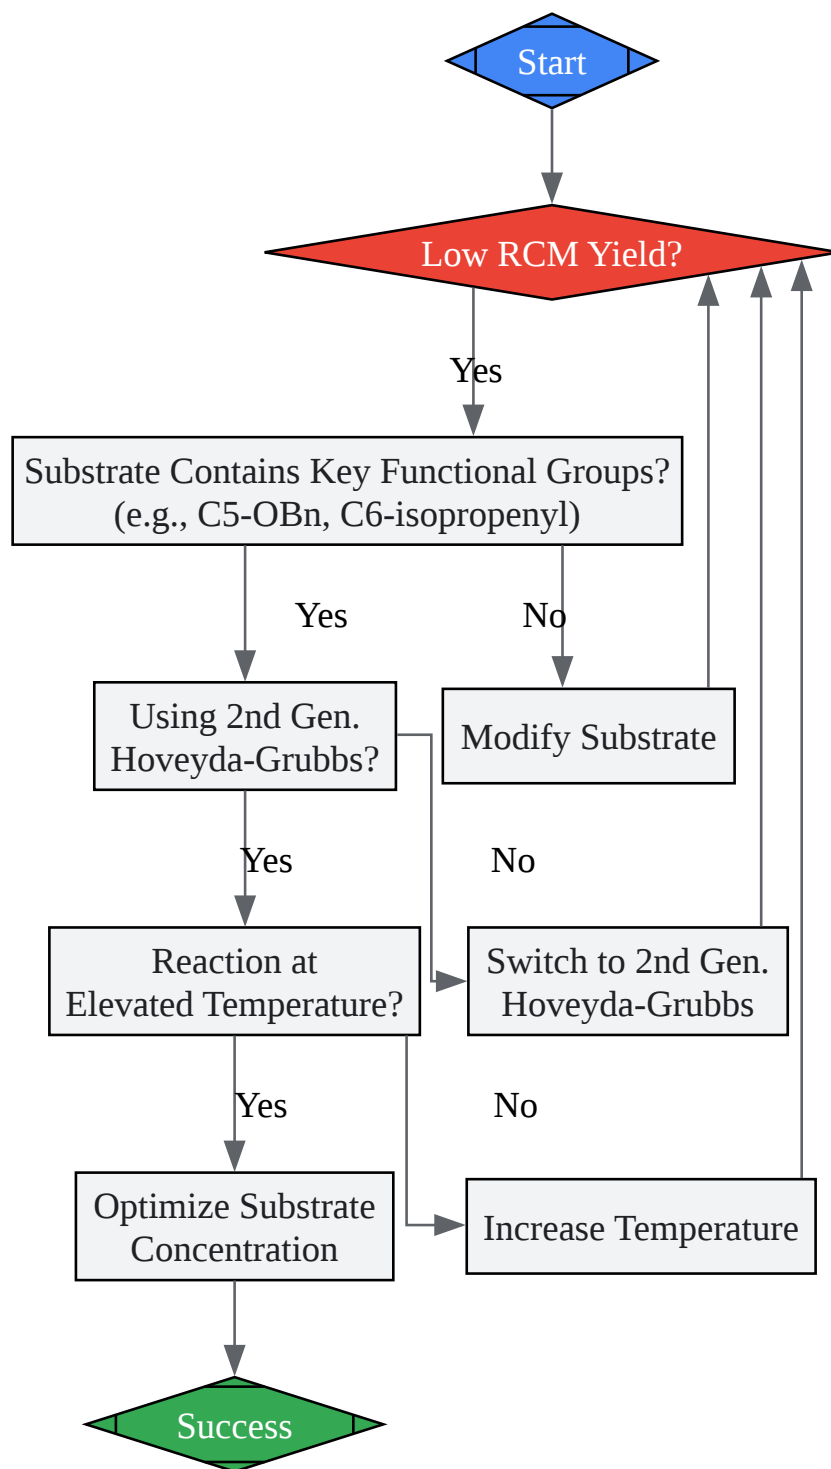 Start
Low RCM Yield?
Yes
Substrate Contains Key Functional Groups?
(e.g., C5-OBn, C6-isopropenyl)
Yes
No
Using 2nd Gen.
Hoveyda-Grubbs?
Modify Substrate
Yes
No
Reaction at
Elevated Temperature?
Switch to 2nd Gen.
Hoveyda-Grubbs
Yes
No
Optimize Substrate
Concentration
Increase Temperature
Success